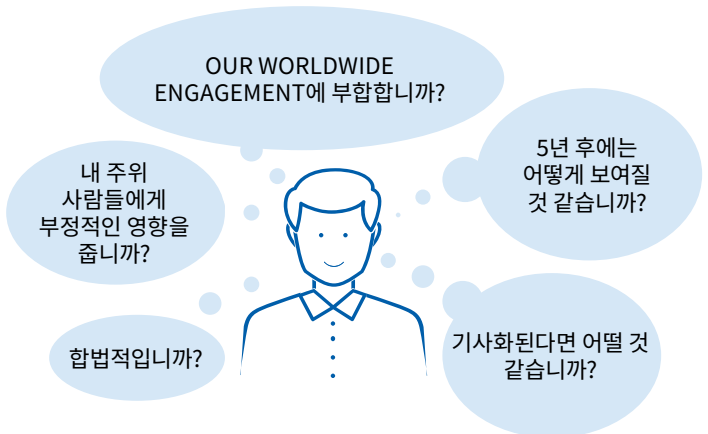 OUR WORLDWIDE
ENGAGEMENT에 부합합니까?
내 주위
사람들에게
부정적인 영향을
줍니까?
5년 후에는
어떻게 보여질
것 같습니까?
합법적입니까?
기사화된다면 어떨 것
같습니까?